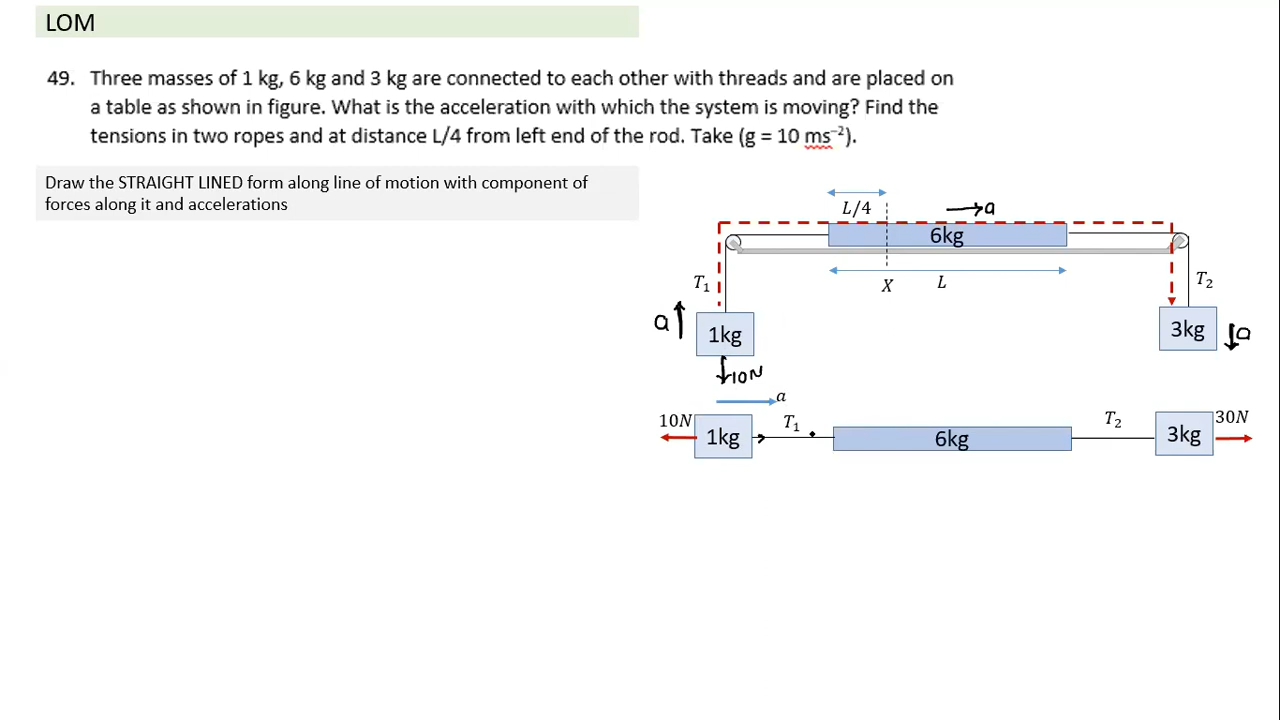 LOM
49. Three masses of 1 kg, 6 kg and 3 kg are connected to each other with threads and are placed on
a table as shown in figure. What is the acceleration with which the system is moving? Find the
tensions in two ropes and at distance L/4 from left end of the rod. Take (g = 10 ms⁻²).
Draw the STRAIGHT LINED form along line of motion with component of
forces along it and accelerations
L/4
a
6kg
T₁
X
L
T₂
a
1kg
3kg
a
10N
a
10N
1kg
T₁
6kg
T₂
3kg
30N